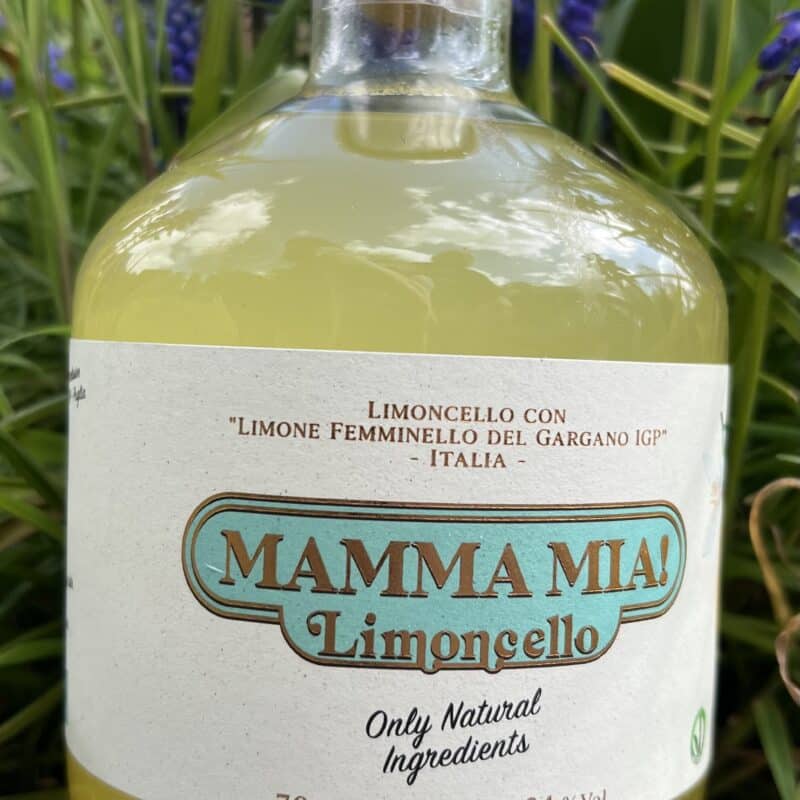 LIMONCELLO CON
"LIMONE FEMMINELLO DEL GARGANO IGP"
- ITALIA -
MAMMA MIA!
Limoncello
Only Natural
Ingredients